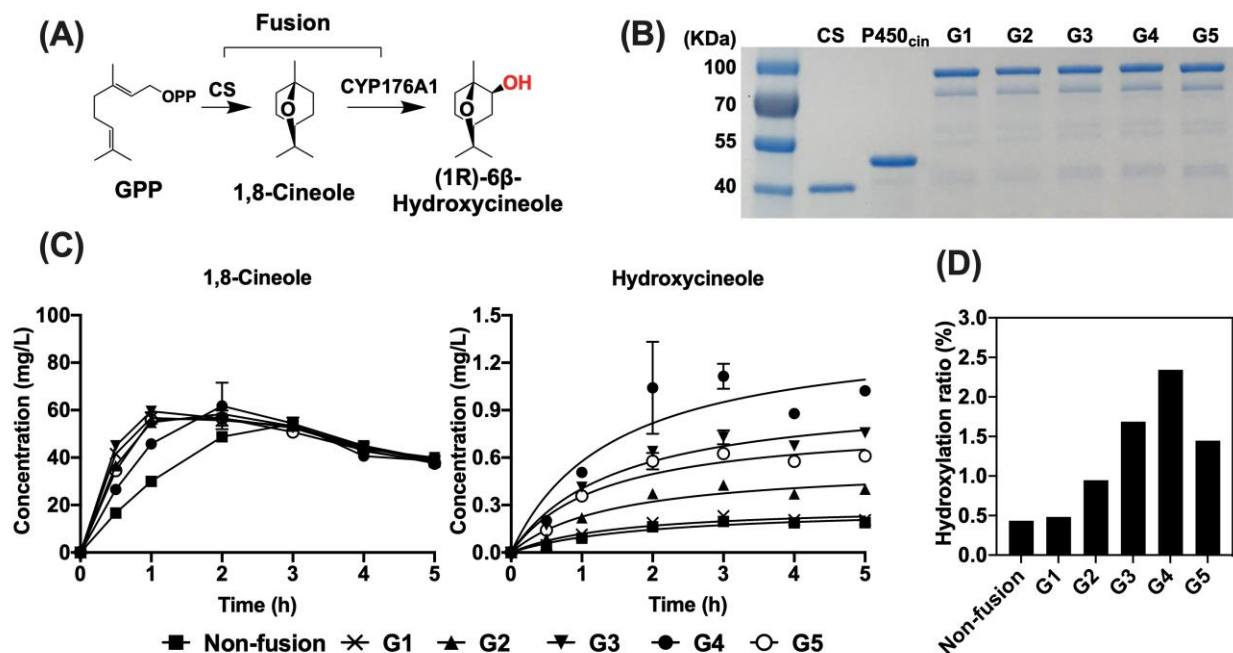 (A)
Fusion
CS
CYP176A1
OPP
O
O
OH
GPP
1,8-Cineole
(1R)-6β-
Hydroxycineole
(B)
(KDa) CS P450cin G1 G2 G3 G4 G5
100
70
55
40
(C)
1,8-Cineole
Concentration (mg/L)
100
80
60
40
20
0
0 1 2 3 4 5
Time (h)
Hydroxycineole
Concentration (mg/L)
1.5
1.2
0.9
0.6
0.3
0.0
0 1 2 3 4 5
Time (h)
Non-fusion G1 G2 G3 G4 G5
(D)
Hydroxylation ratio (%)
3.0
2.5
2.0
1.5
1.0
0.5
0.0
Non-fusion G1 G2 G3 G4 G5